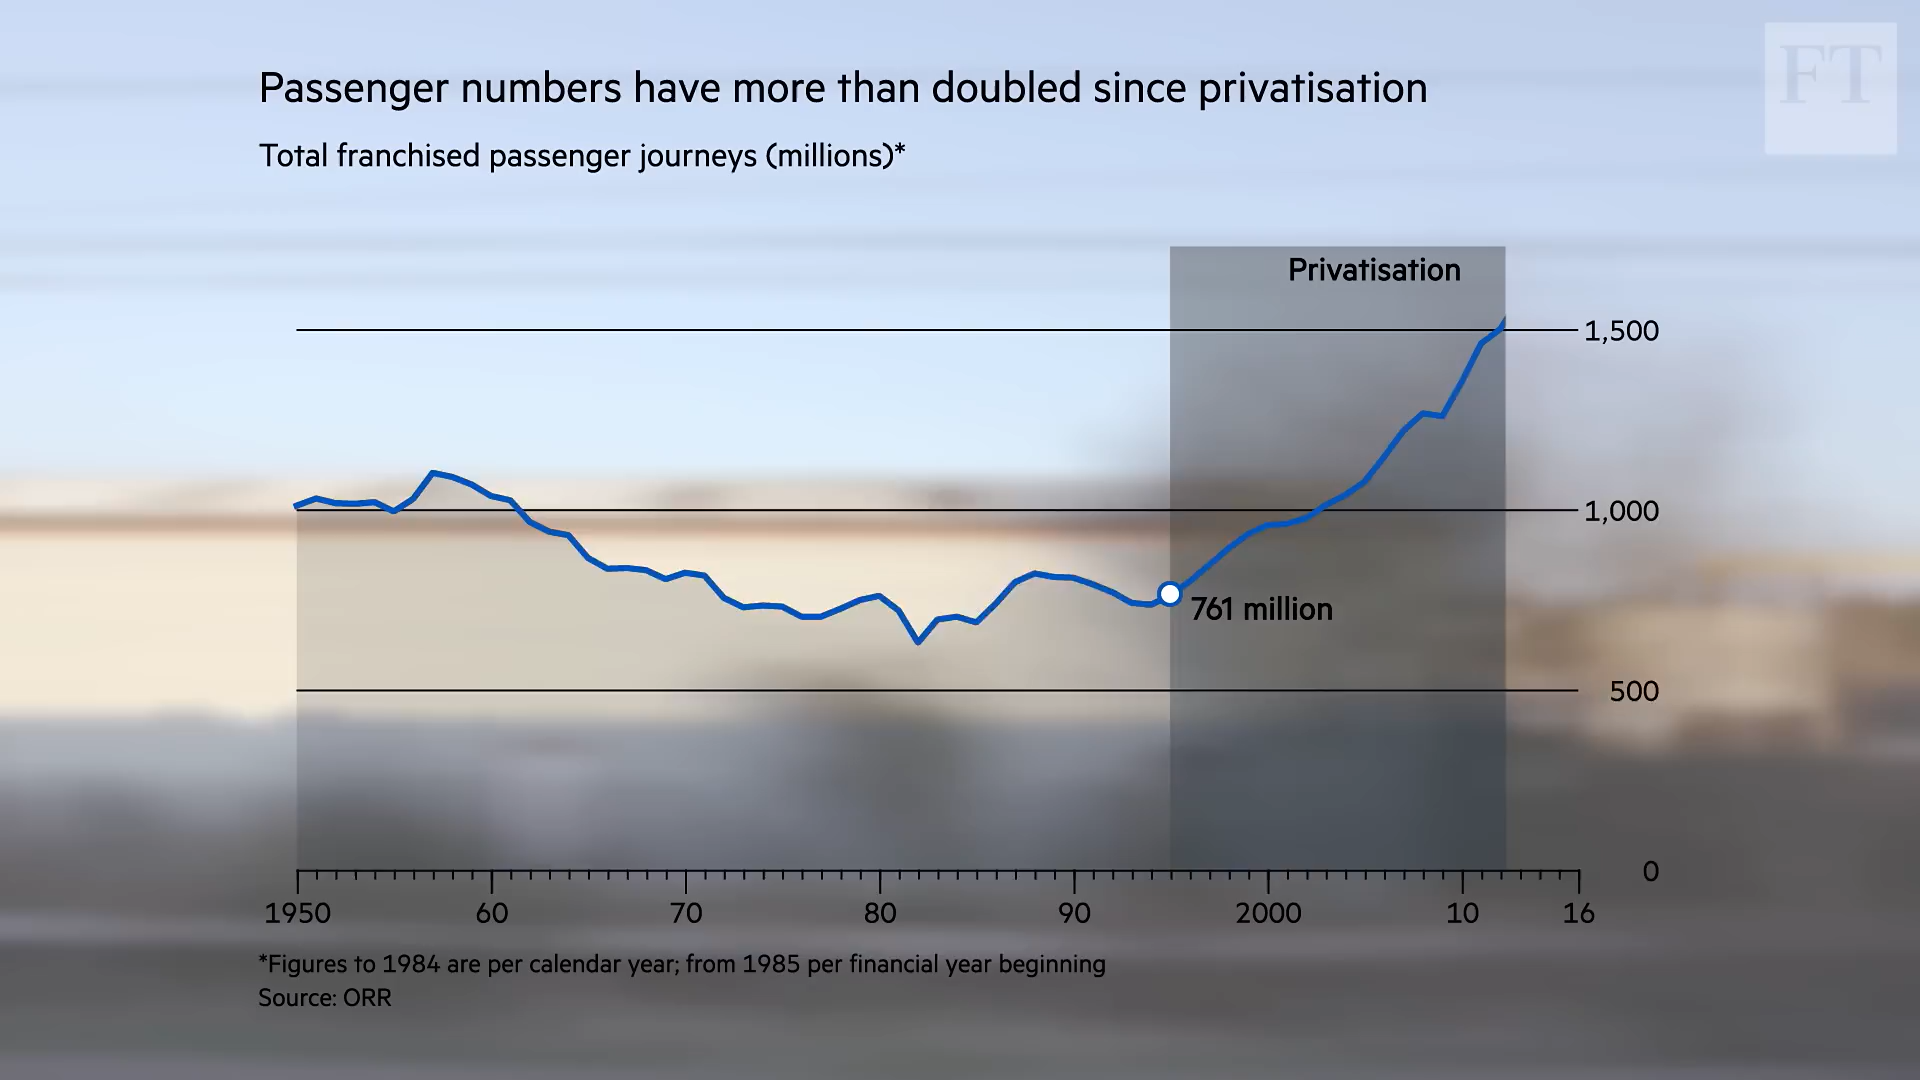 FT
Passenger numbers have more than doubled since privatisation
Total franchised passenger journeys (millions)*
Privatisation
1,500
1,000
761 million
500
0
1950 60 70 80 90 2000 10 16
*Figures to 1984 are per calendar year; from 1985 per financial year beginning
Source: ORR